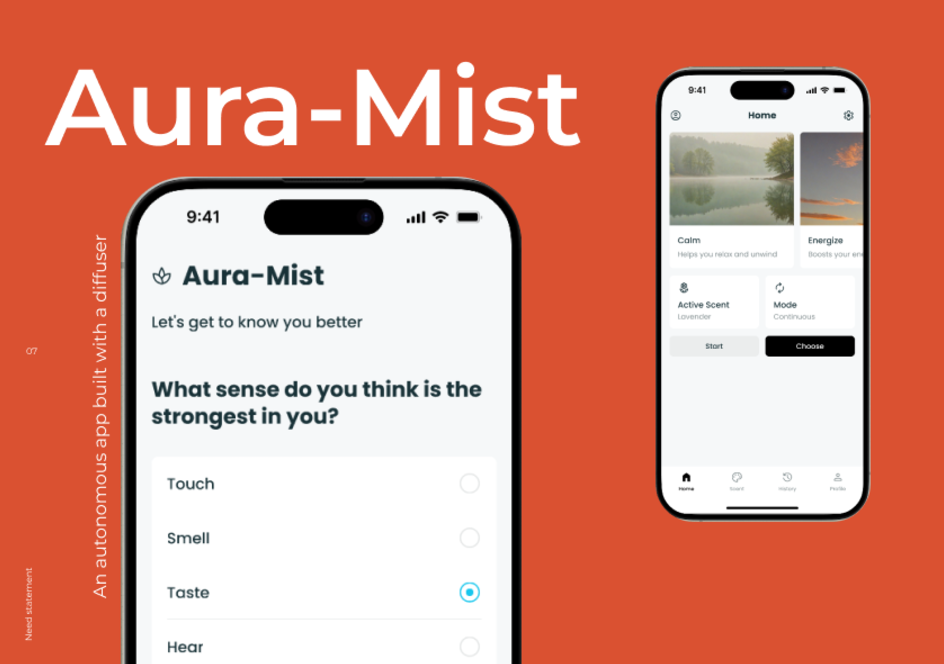 Aura-Mist
An autonomous app built with a diffuser
07
Need statement
9:41
Aura-Mist
Let's get to know you better
What sense do you think is the
strongest in you?
Touch
Smell
Taste
Hear
9:41
Home
Calm
Helps you relax and unwind
Energize
Boosts your
Active Scent
Lavender
Mode
Continuous
Start
Choose
Home
History
Profile